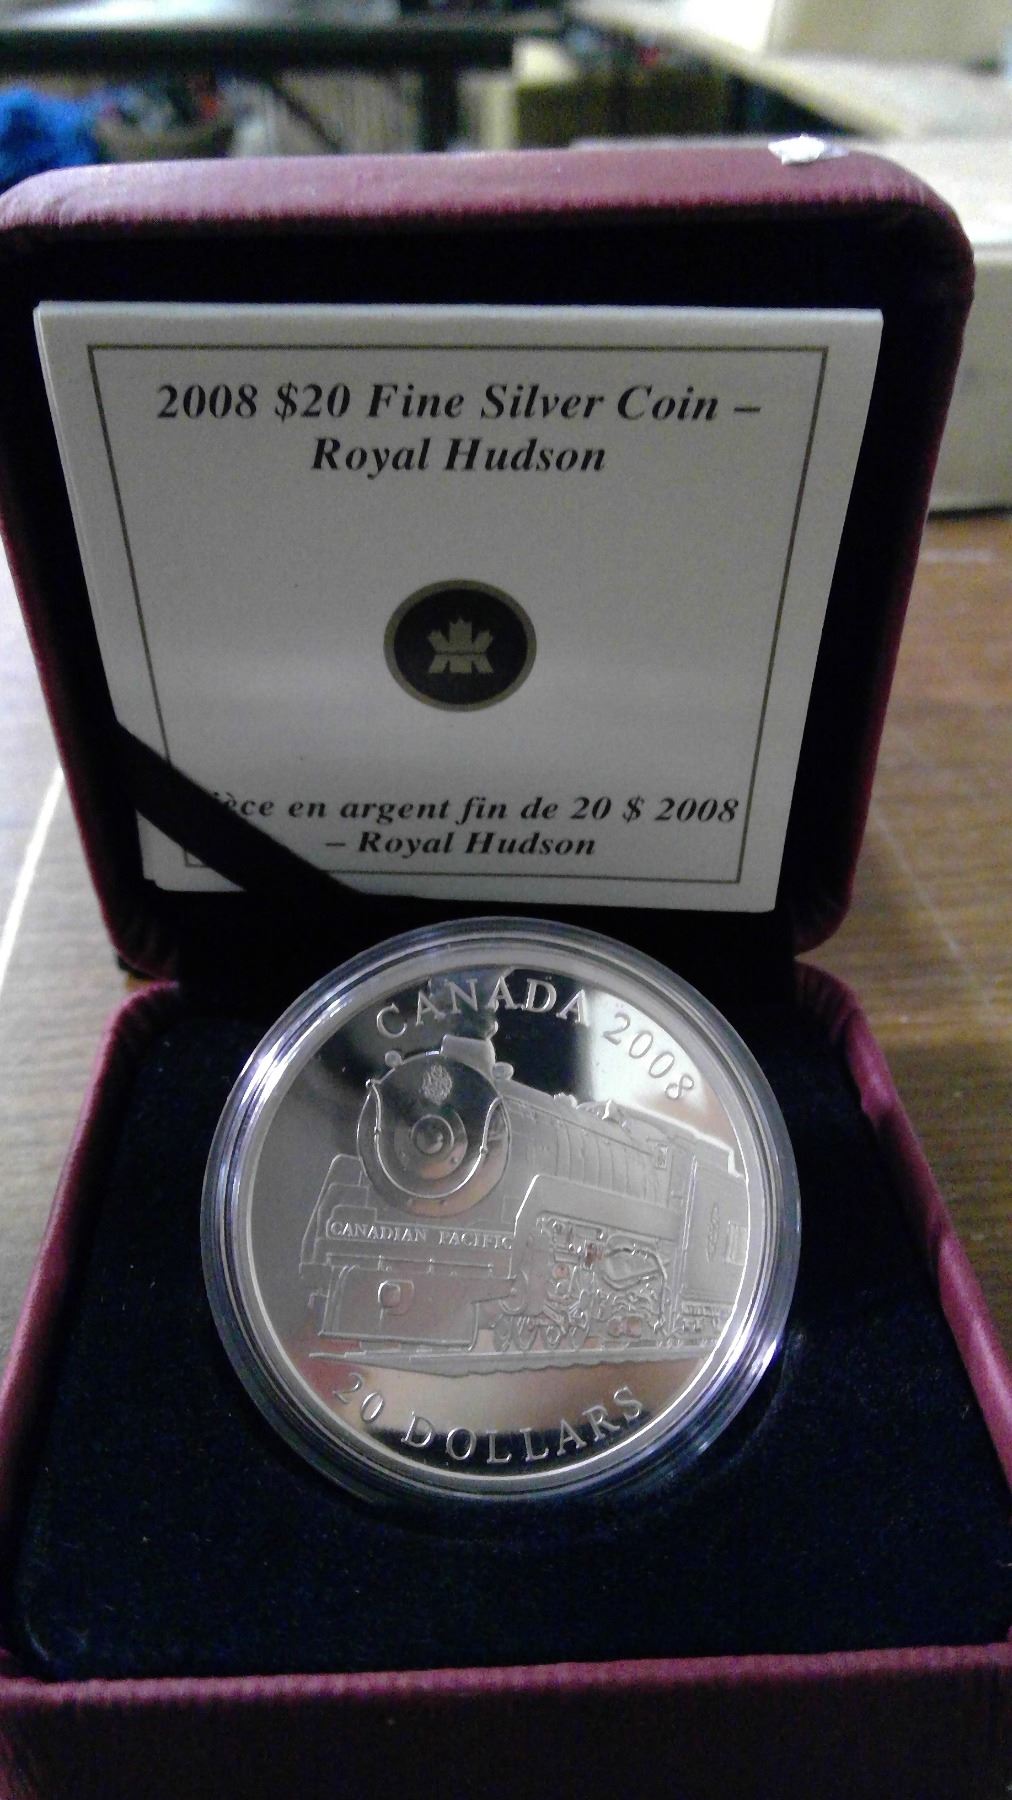 2008 $20 Fine Silver Coin –
Royal Hudson
en argent fin de 20 $ 2008
– Royal Hudson
CANADA 2008
CANADIAN PACIFIC
20 DOLLARS